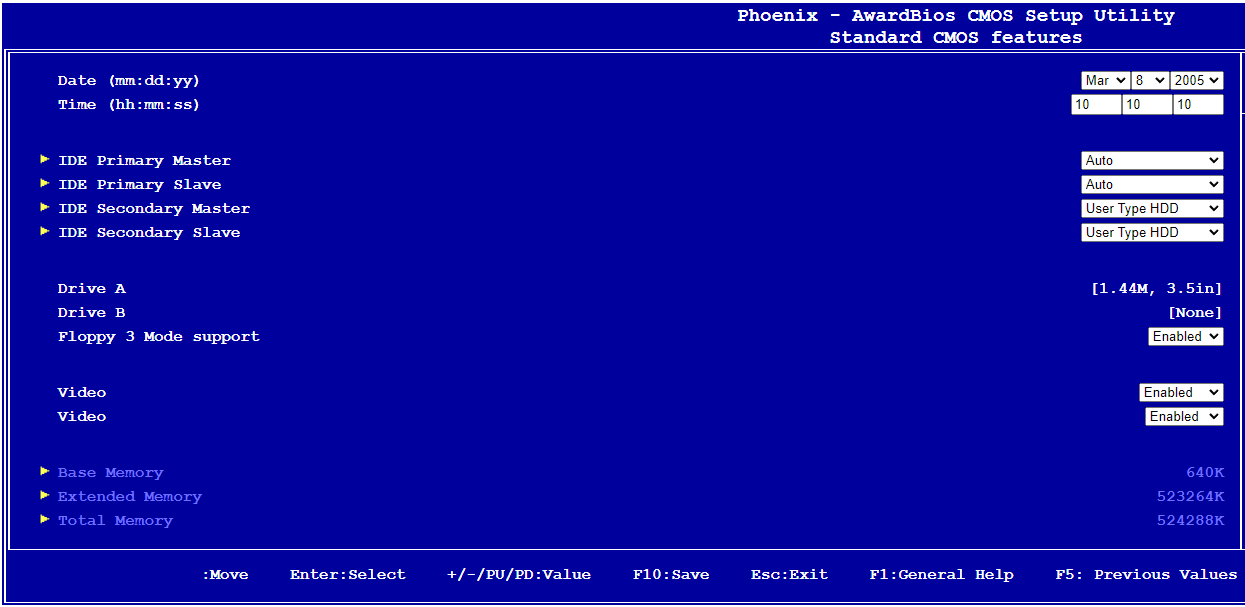 Phoenix - AwardBios CMOS Setup Utility
Standard CMOS features
Date (mm:dd:yy) Mar 8 2005
Time (hh:mm:ss) 10 10 10
IDE Primary Master Auto
IDE Primary Slave Auto
IDE Secondary Master User Type HDD
IDE Secondary Slave User Type HDD
Drive A [1.44M, 3.5in]
Drive B [None]
Floppy 3 Mode support Enabled
Video Enabled
Video Enabled
Base Memory 640K
Extended Memory 523264K
Total Memory 524288K
:Move Enter:Select +/-/PU/PD:Value F10:Save Esc:Exit F1:General Help F5: Previous Values